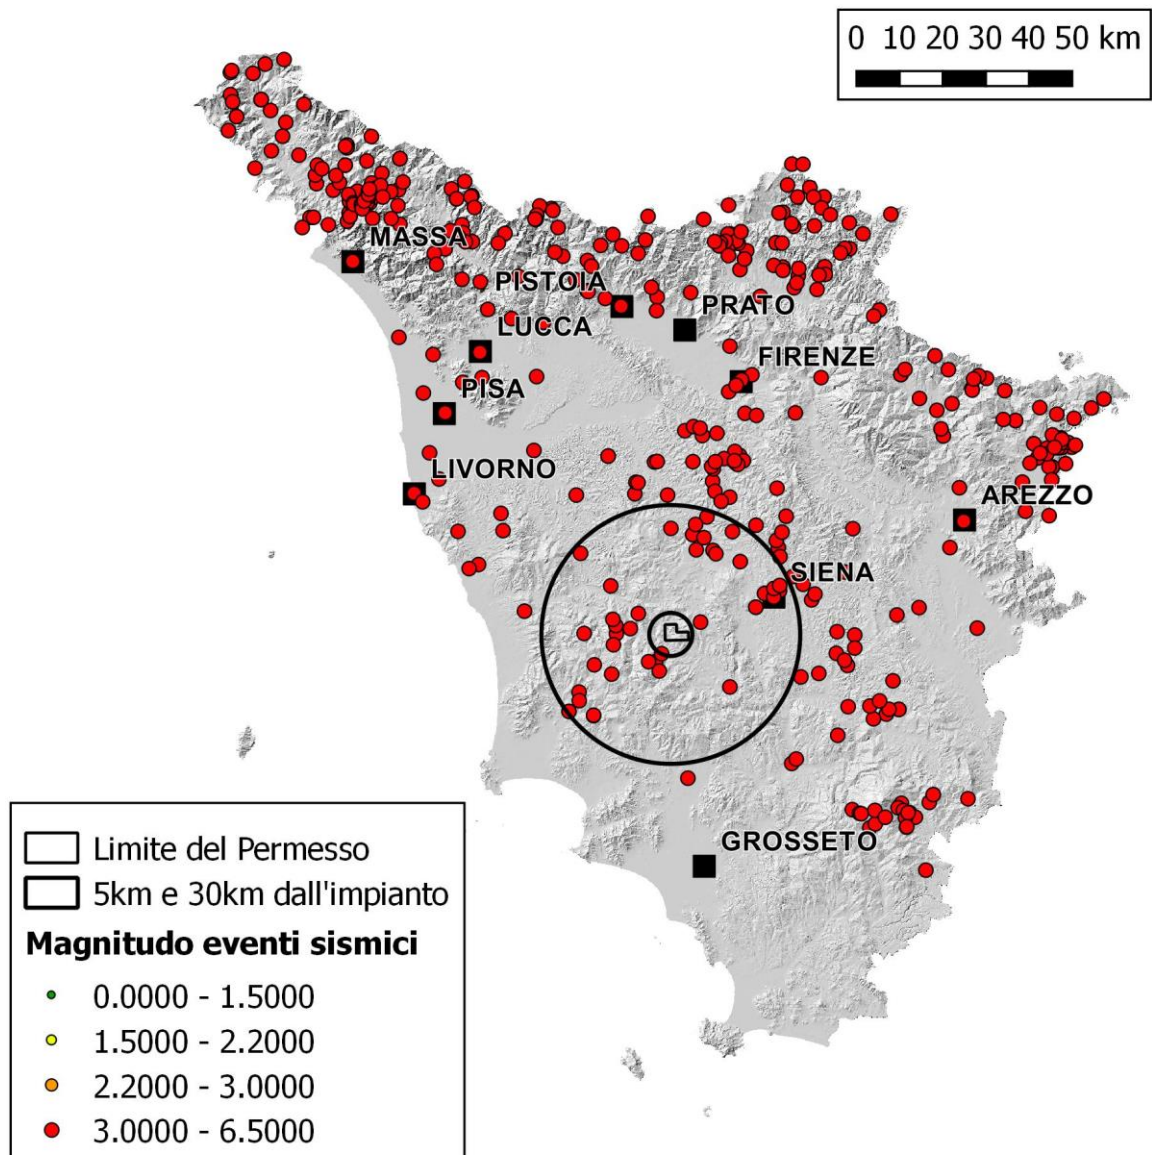 0 10 20 30 40 50 km
MASSA
PISTOIA
PRATO
LUCCA
FIRENZE
PISA
LIVORNO
AREZZO
SIENA
GROSSETO
Limite del Permesso
5km e 30km dall'impianto
Magnitudo eventi sismici
0.0000 - 1.5000
1.5000 - 2.2000
2.2000 - 3.0000
3.0000 - 6.5000